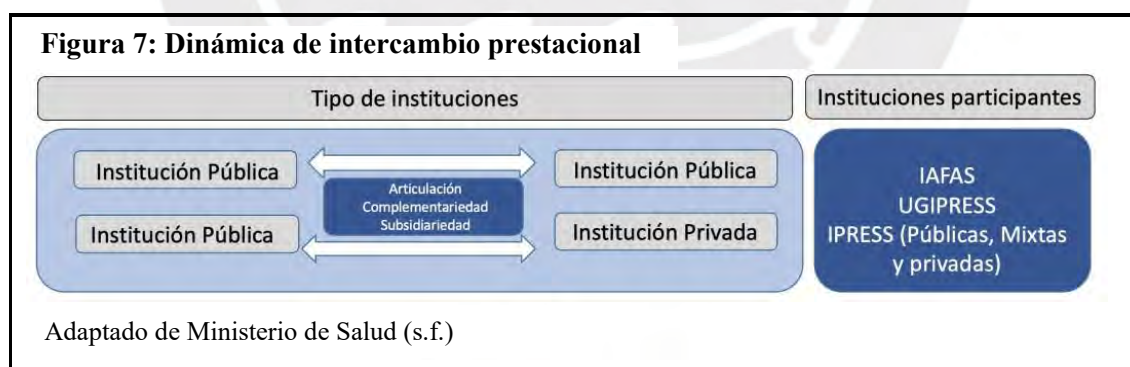 Figura 7: Dinámica de intercambio prestacional
Tipo de instituciones
Instituciones participantes
Institución Pública
Institución Pública
Articulación
Complementariedad
Subsidiariedad
Institución Pública
Institución Privada
IAFAS
UGIPRESS
IPRESS (Públicas, Mixtas
y privadas)
Adaptado de Ministerio de Salud (s.f.)